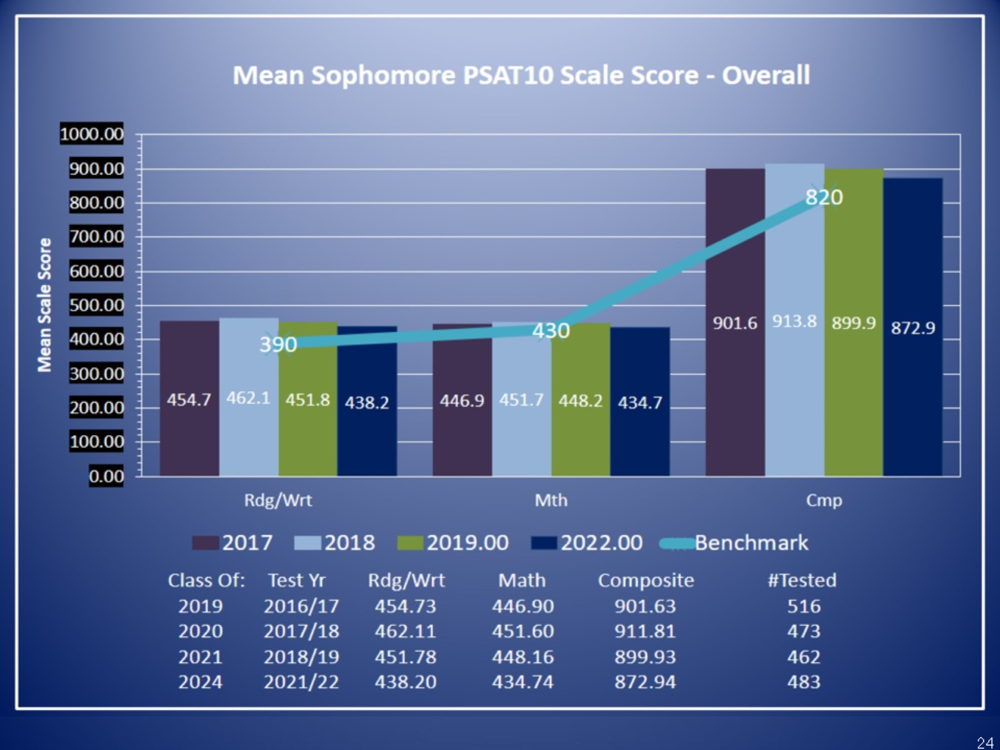 Mean Sophomore PSAT10 Scale Score - Overall
Mean Scale Score
1000.00
900.00
800.00
700.00
600.00
500.00
400.00
300.00
200.00
100.00
0.00
820
901.6 913.8 899.9 872.9
390 430
454.7 462.1 451.8 438.2 446.9 451.7 448.2 434.7
Rdg/Wrt Mth Cmp
2017 2018 2019.00 2022.00 Benchmark
Class Of: Test Yr Rdg/Wrt Math Composite #Tested
2019 2016/17 454.73 446.90 901.63 516
2020 2017/18 462.11 451.60 911.81 473
2021 2018/19 451.78 448.16 899.93 462
2024 2021/22 438.20 434.74 872.94 483
24